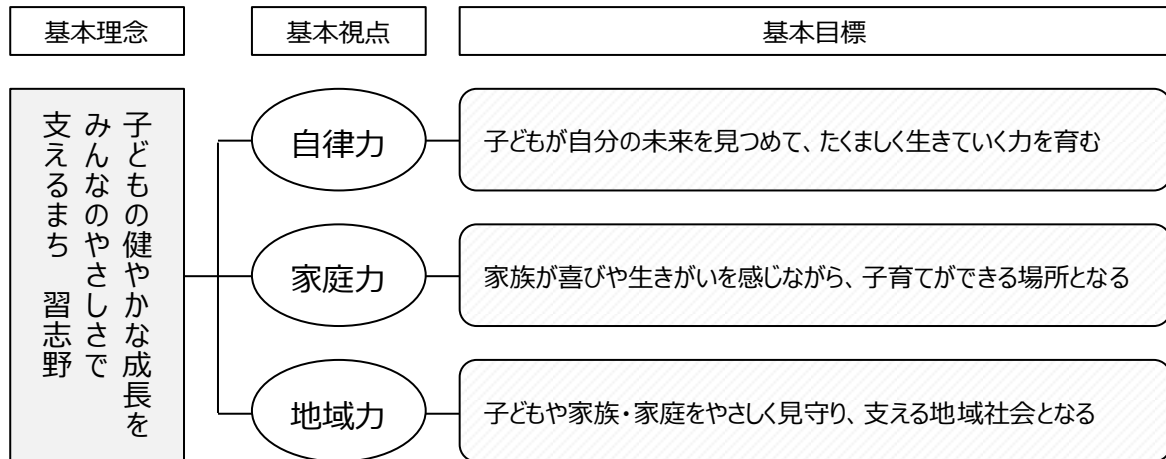 基本理念
基本視点
基本目標
子どもの健やかな成長を
みんなのやさしさで
支えるまち　習志野
自律力
子どもが自分の未来を見つめて、たくましく生きていく力を育む
家庭力
家族が喜びや生きがいを感じながら、子育てができる場所となる
地域力
子どもや家族・家庭をやさしく見守り、支える地域社会となる